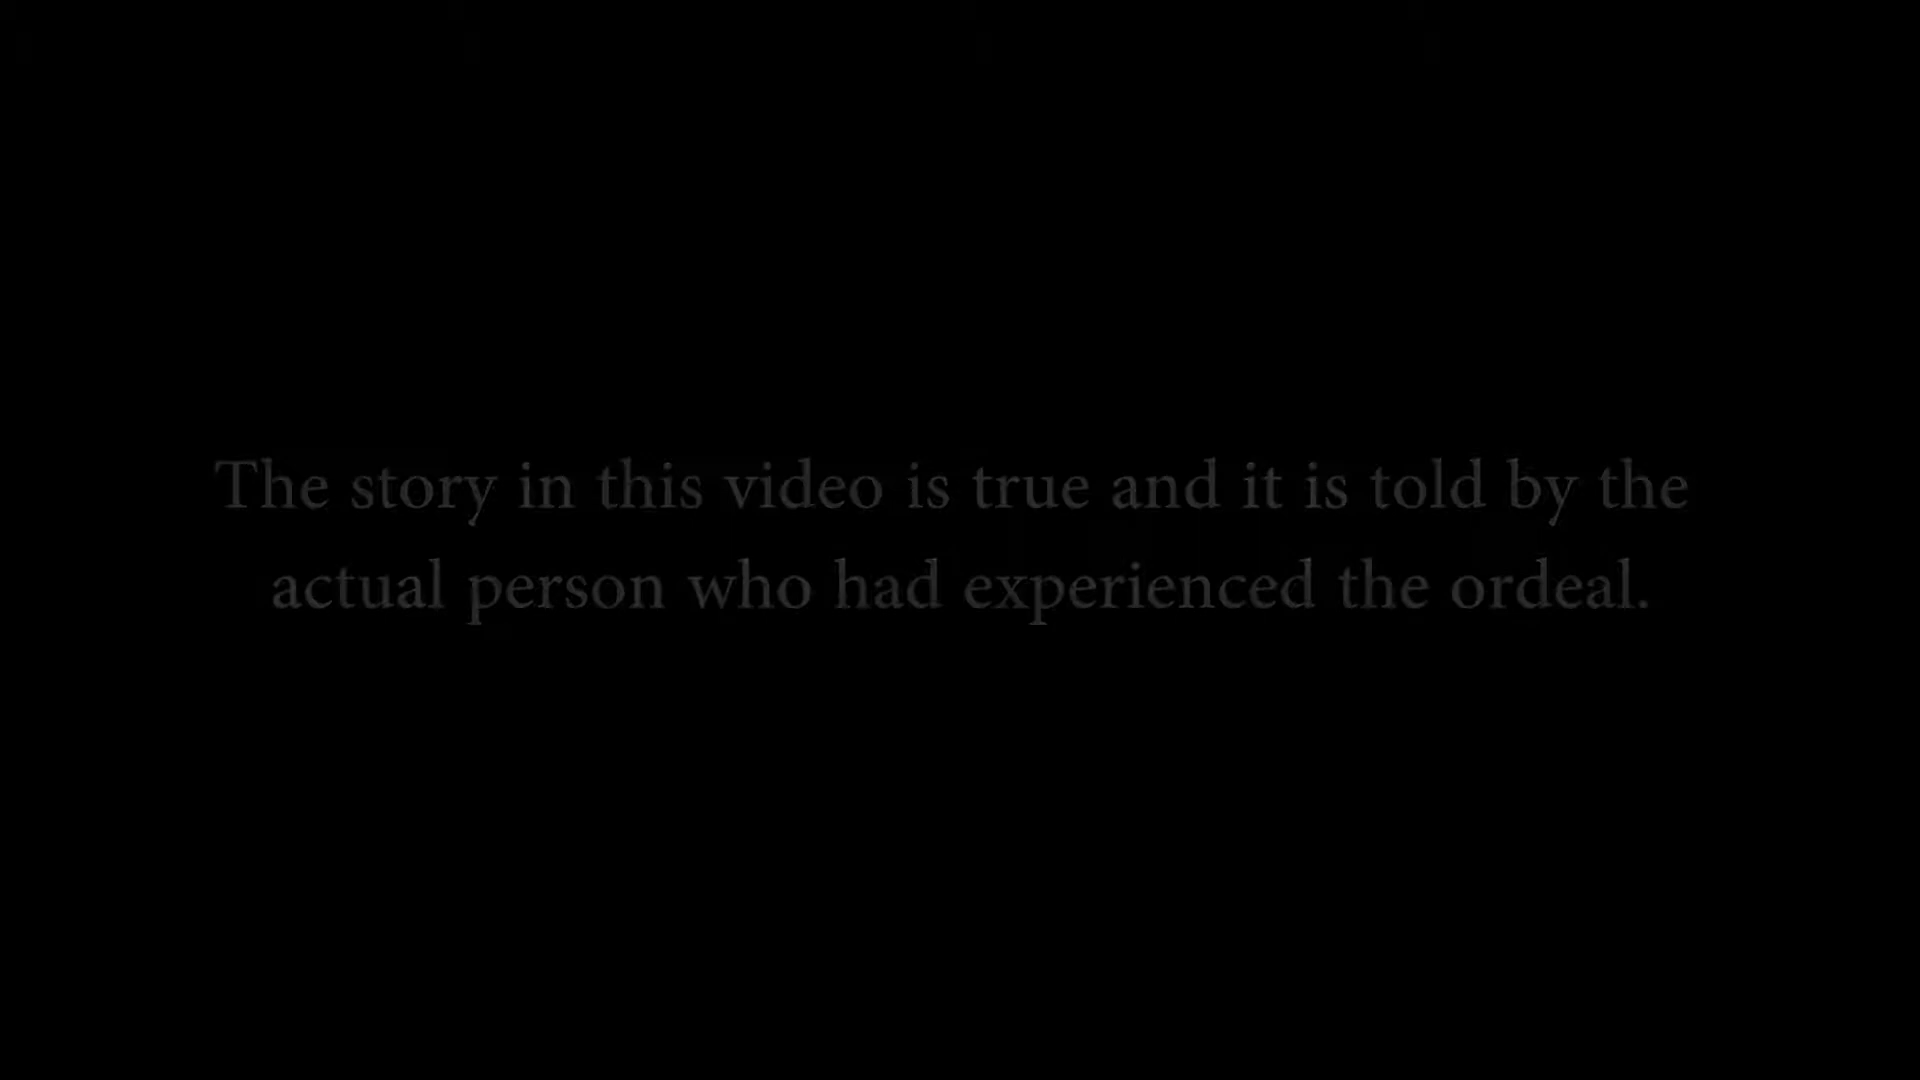 The story in this video is true and it is told by the
actual person who had experienced the ordeal.